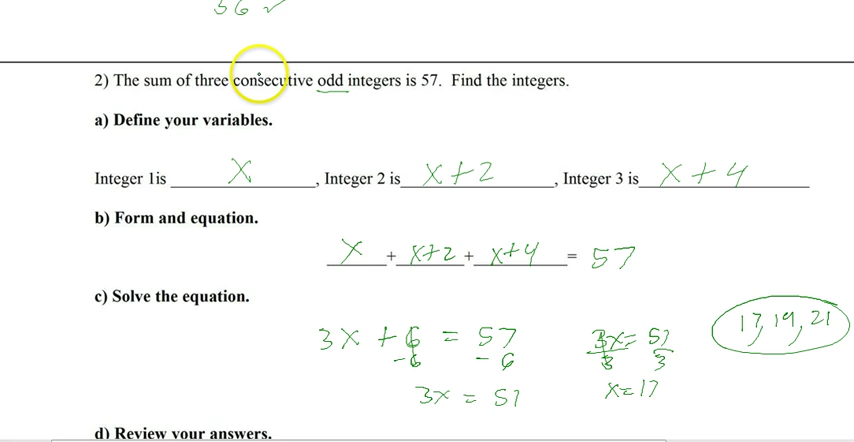 56 ✓
2) The sum of three consecutive odd integers is 57. Find the integers.
a) Define your variables.
Integer 1is x, Integer 2 is x+2, Integer 3 is x+4
b) Form and equation.
x + x+2 + x+4 = 57
c) Solve the equation.
3x + 6 = 57 3x = 51 17, 19, 21
-6 -6 3 3
3x = 51 x=17
d) Review your answers.